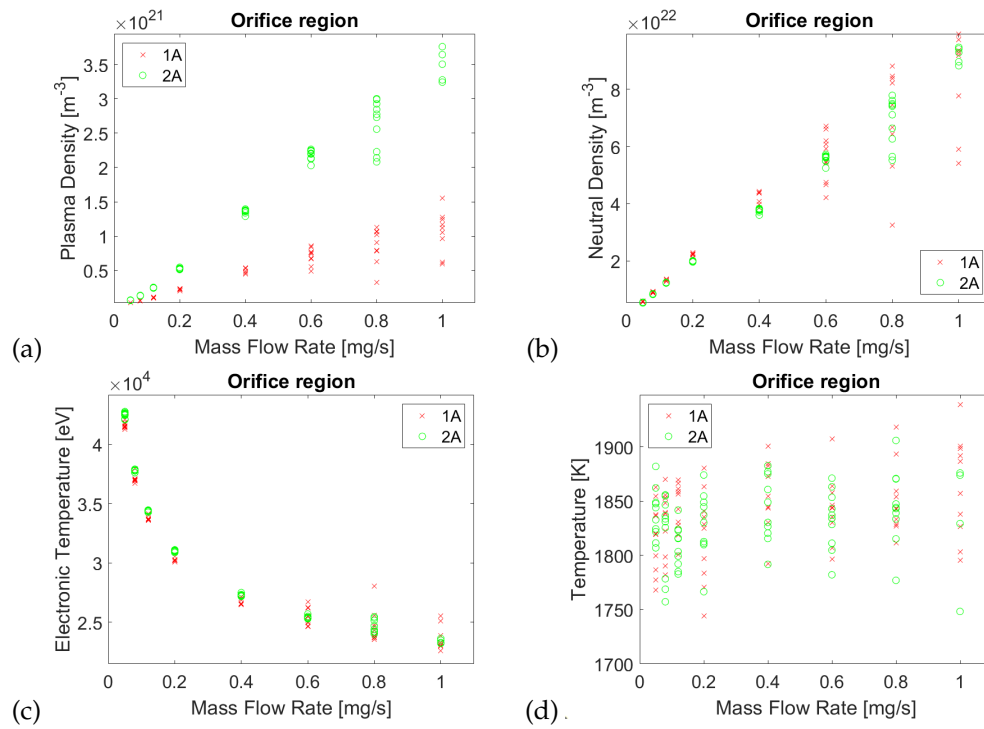 ×10^21
Orifice region
1A
2A
Plasma Density [m^-3]
3.5
3
2.5
2
1.5
1
0.5
0 0.2 0.4 0.6 0.8 1
Mass Flow Rate [mg/s]
(a)
×10^22
Orifice region
Neutral Density [m^-3]
8
6
4
2
1A
2A
0 0.2 0.4 0.6 0.8 1
Mass Flow Rate [mg/s]
(b)
×10^4
Orifice region
1A
2A
Electronic Temperature [eV]
4
3.5
3
2.5
0 0.2 0.4 0.6 0.8 1
Mass Flow Rate [mg/s]
(c)
Orifice region
1A
2A
Temperature [K]
1900
1850
1800
1750
1700
0 0.2 0.4 0.6 0.8 1
Mass Flow Rate [mg/s]
(d) .